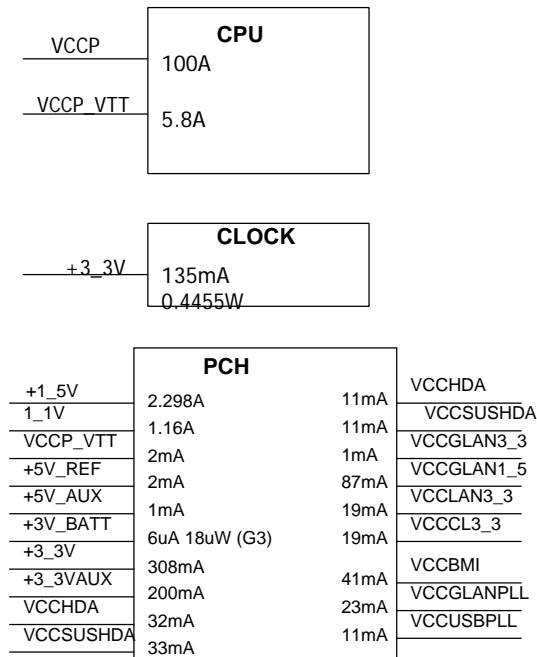 CPU
VCCP
100A
VCCP_VTT
5.8A
CLOCK
+3_3V
135mA
0.4455W
PCH
+1_5V
2.298A
1_1V
1.16A
VCCP_VTT
2mA
+5V_REF
2mA
+5V_AUX
1mA
+3V_BATT
6uA 18uW (G3)
+3_3V
308mA
+3_3VAUX
200mA
VCCHDA
32mA
VCCSUSHDA
33mA
11mA
VCCHDA
11mA
VCCSUSHDA
1mA
VCCGLAN3_3
87mA
VCCGLAN1_5
19mA
VCCLAN3_3
19mA
VCCCL3_3
41mA
VCCBMI
23mA
VCCGLANPLL
11mA
VCCUSBPLL